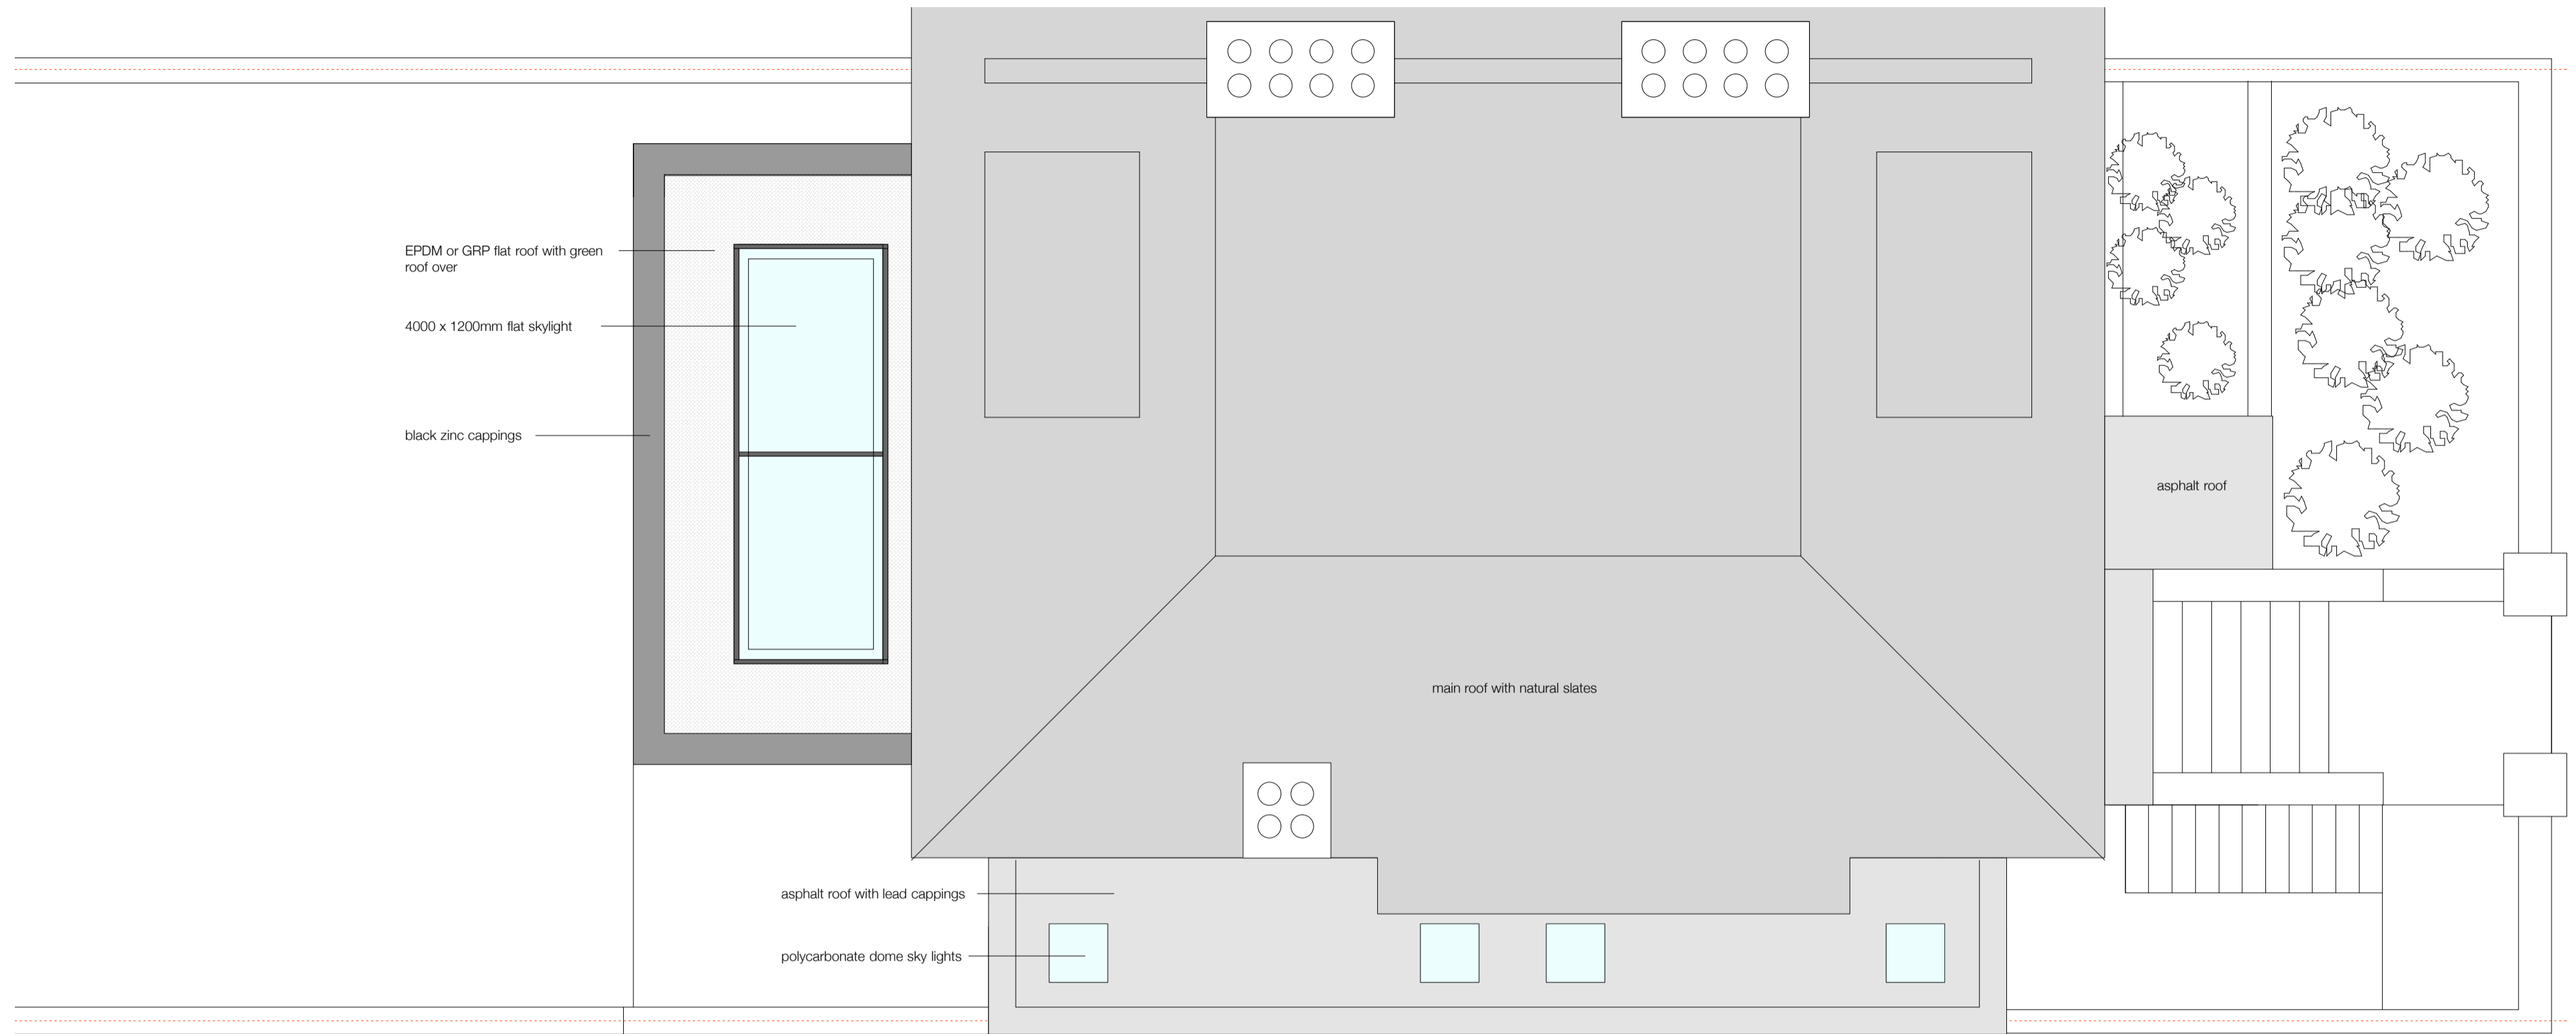 EPDM or GRP flat roof with green
roof over
4000 x 1200mm flat skylight
black zinc cappings
asphalt roof
main roof with natural slates
asphalt roof with lead cappings
polycarbonate dome sky lights